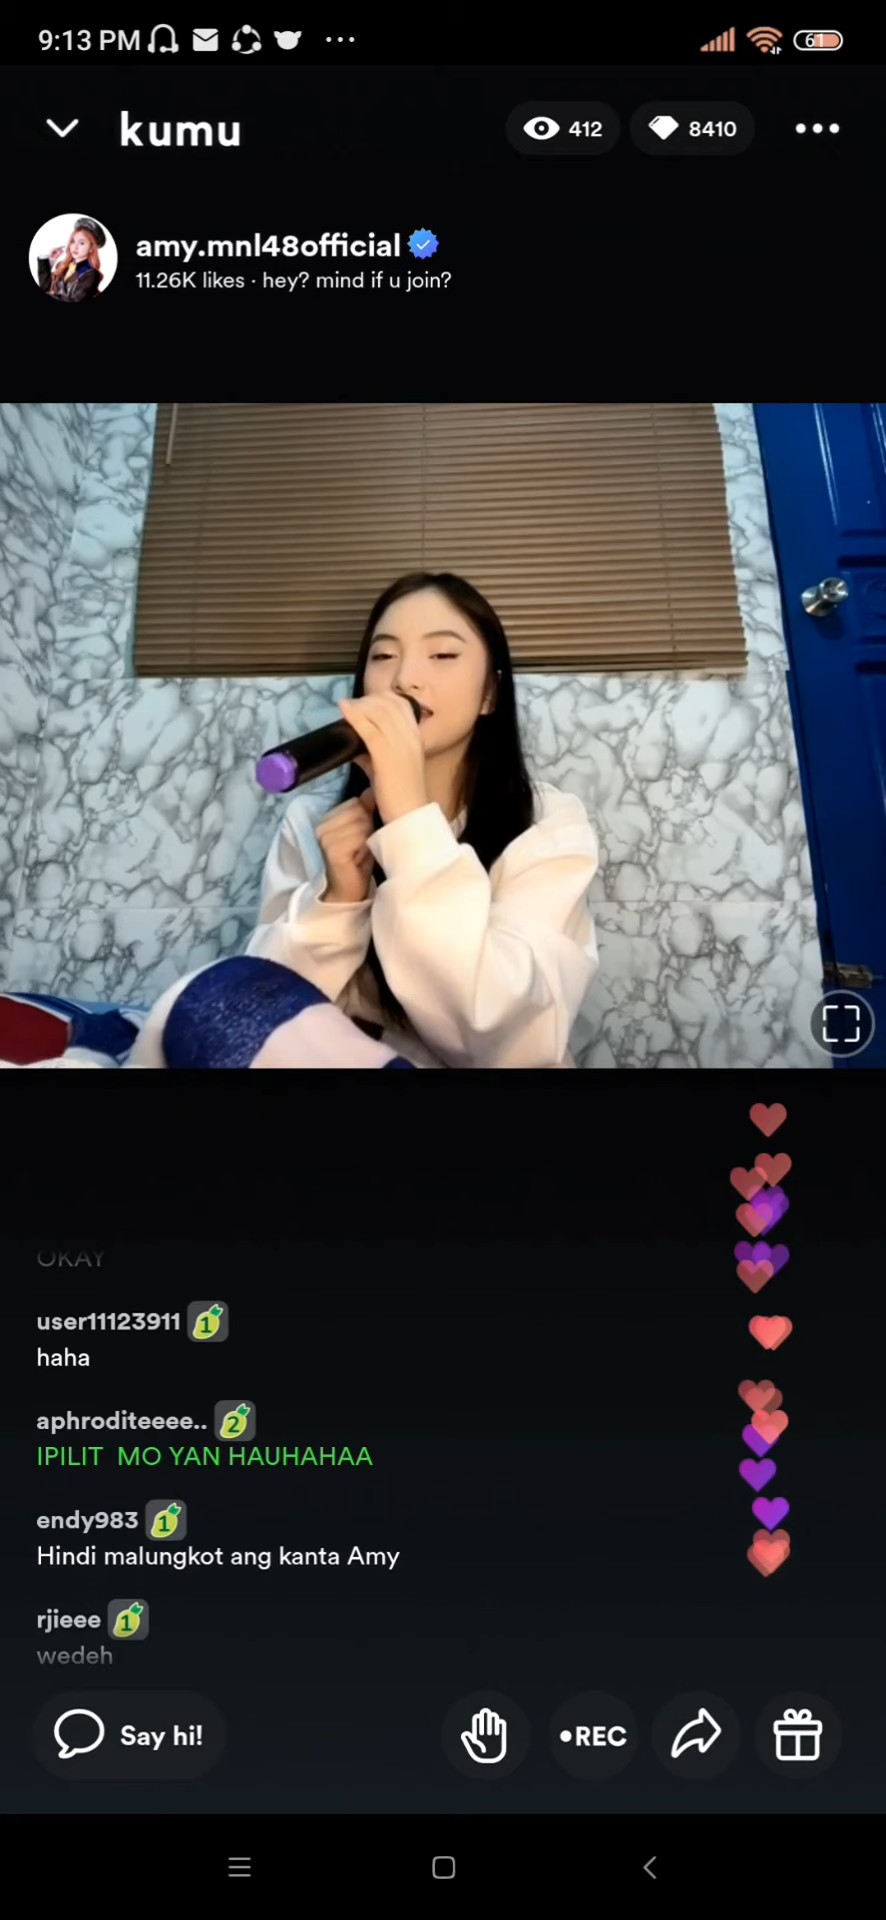 9:13 PM
61
kumu
412
8410
amy.mnl48official
11.26K likes · hey? mind if u join?
OKAY
user11123911 1
haha
aphroditeeee.. 2
IPILIT MO YAN HAUHAHAA
endy983 1
Hindi malungkot ang kanta Amy
rjieee 1
wedeh
Say hi!
•REC